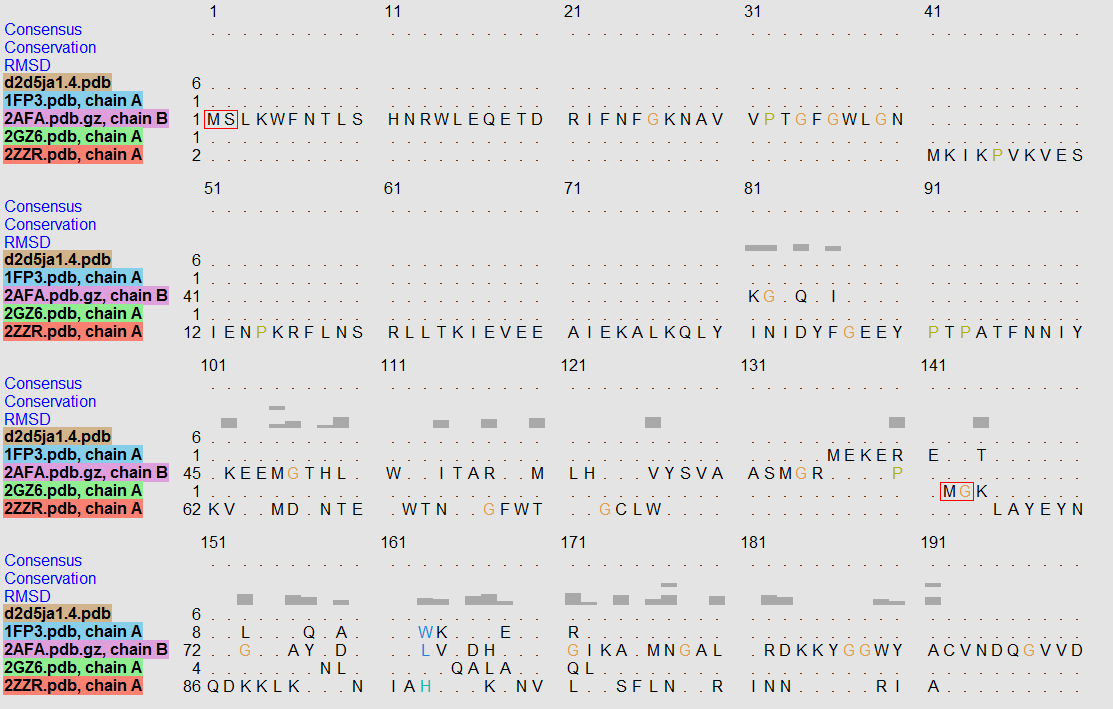 1 11 21 31 41
Consensus
Conservation
RMSD
d2d5ja1.4.pdb 6
1FP3.pdb, chain A 1
2AFA.pdb.gz, chain B 1 MSLKWFNTLS HNRWLEQETD RIFNFGKNAV VPTGFGWLGN
2GZ6.pdb, chain A 1
2ZZR.pdb, chain A 2 MKIKPVKVES
51 61 71 81 91
Consensus
Conservation
RMSD
d2d5ja1.4.pdb 6
1FP3.pdb, chain A 1
2AFA.pdb.gz, chain B 41 KG.Q.I
2GZ6.pdb, chain A 1
2ZZR.pdb, chain A 12 IENPKRFLNS RLLTKIEVEE AIEKALKQLY INIDYFGEEY PTPATFNNIY
101 111 121 131 141
Consensus
Conservation
RMSD
d2d5ja1.4.pdb 6
1FP3.pdb, chain A 1 MEKER E..T
2AFA.pdb.gz, chain B 45 .KEEMGTHL. W..ITAR..M .LH..VYSVA ASMGR....P
2GZ6.pdb, chain A 1 .MGK
2ZZR.pdb, chain A 62 KV..MD.NTE .WTN..GFWT ..GCLW.... .......... ....LAYEYN
151 161 171 181 191
Consensus
Conservation
RMSD
d2d5ja1.4.pdb 6
1FP3.pdb, chain A 8 ..L...Q.A. ..WK...E.. R
2AFA.pdb.gz, chain B 72 ..G..AY.D. ..LV.DH... GIKA.MNGAL .RDKKYGGWY ACVNDQGVVD
2GZ6.pdb, chain A 4 .......NL. ....QALA.. QL
2ZZR.pdb, chain A 86 QDKKLK...N IAH...K.NV L..SFLN..R INN.....RI A